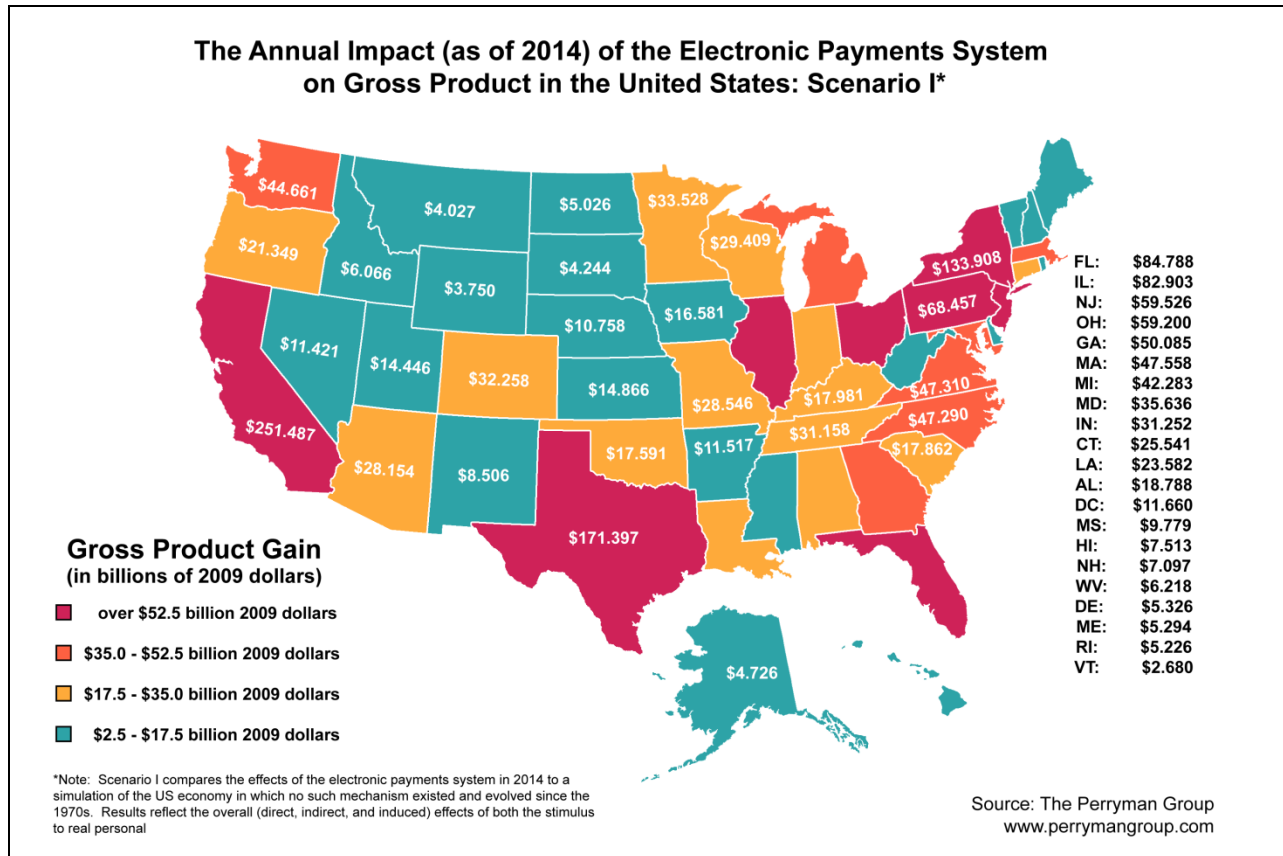 The Annual Impact (as of 2014) of the Electronic Payments System
on Gross Product in the United States: Scenario I*
$44.661
$4.027
$5.026
$33.528
$29.409
$21.349
$6.066
$4.244
$3.750
$133.908
$68.457
$10.758
$16.581
$11.421
$14.446
$32.258
$14.866
$28.546
$17.981
$47.310
$251.487
$28.154
$8.506
$17.591
$11.517
$31.158
$47.290
$17.862
$171.397
$4.726
FL: $84.788
IL: $82.903
NJ: $59.526
OH: $59.200
GA: $50.085
MA: $47.558
MI: $42.283
MD: $35.636
IN: $31.252
CT: $25.541
LA: $23.582
AL: $18.788
DC: $11.660
MS: $9.779
HI: $7.513
NH: $7.097
WV: $6.218
DE: $5.326
ME: $5.294
RI: $5.226
VT: $2.680
Gross Product Gain
(in billions of 2009 dollars)
over $52.5 billion 2009 dollars
$35.0 - $52.5 billion 2009 dollars
$17.5 - $35.0 billion 2009 dollars
$2.5 - $17.5 billion 2009 dollars
*Note: Scenario I compares the effects of the electronic payments system in 2014 to a
simulation of the US economy in which no such mechanism existed and evolved since the
1970s. Results reflect the overall (direct, indirect, and induced) effects of both the stimulus
to real personal
Source: The Perryman Group
www.perrymangroup.com